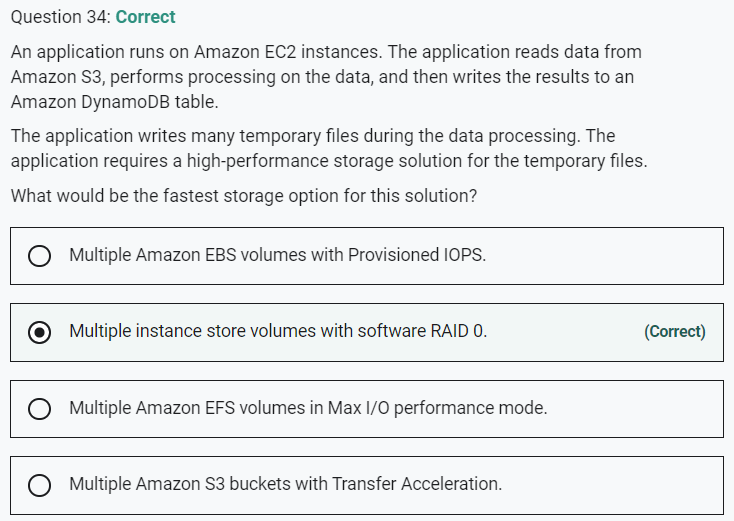 Question 34: Correct
An application runs on Amazon EC2 instances. The application reads data from
Amazon S3, performs processing on the data, and then writes the results to an
Amazon DynamoDB table.
The application writes many temporary files during the data processing. The
application requires a high-performance storage solution for the temporary files.
What would be the fastest storage option for this solution?
Multiple Amazon EBS volumes with Provisioned IOPS.
Multiple instance store volumes with software RAID 0. (Correct)
Multiple Amazon EFS volumes in Max I/O performance mode.
Multiple Amazon S3 buckets with Transfer Acceleration.